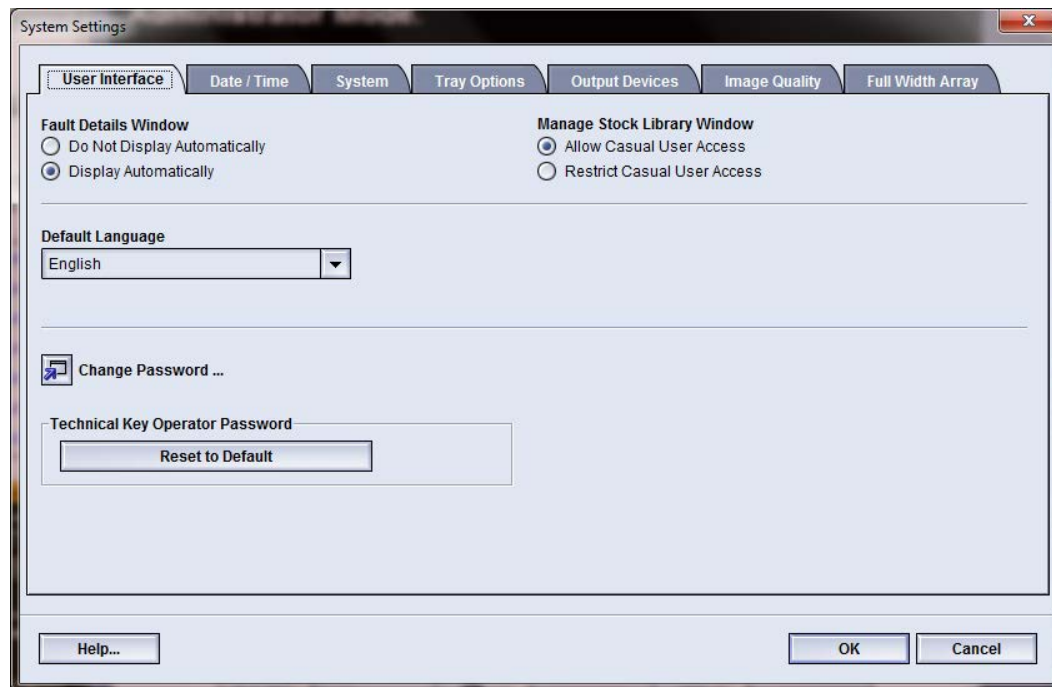 System Settings
User Interface
Date / Time
System
Tray Options
Output Devices
Image Quality
Full Width Array
Fault Details Window
Do Not Display Automatically
Display Automatically
Manage Stock Library Window
Allow Casual User Access
Restrict Casual User Access
Default Language
English
Change Password ...
Technical Key Operator Password
Reset to Default
Help...
OK
Cancel